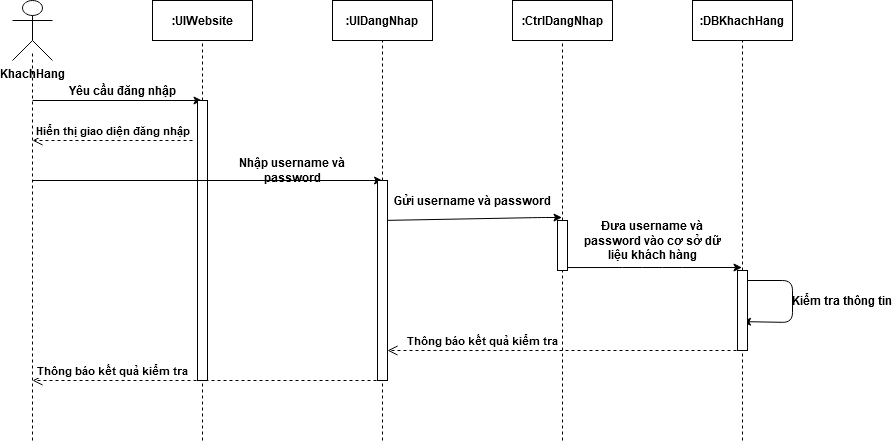 :UIWebsite
:UIDangNhap
:CtrlDangNhap
:DBKhachHang
KhachHang
Yêu cầu đăng nhập
Hiển thị giao diện đăng nhập
Nhập username và
password
Gửi username và password
Đưa username và
password vào cơ sở dữ
liệu khách hàng
Kiểm tra thông tin
Thông báo kết quả kiểm tra
Thông báo kết quả kiểm tra